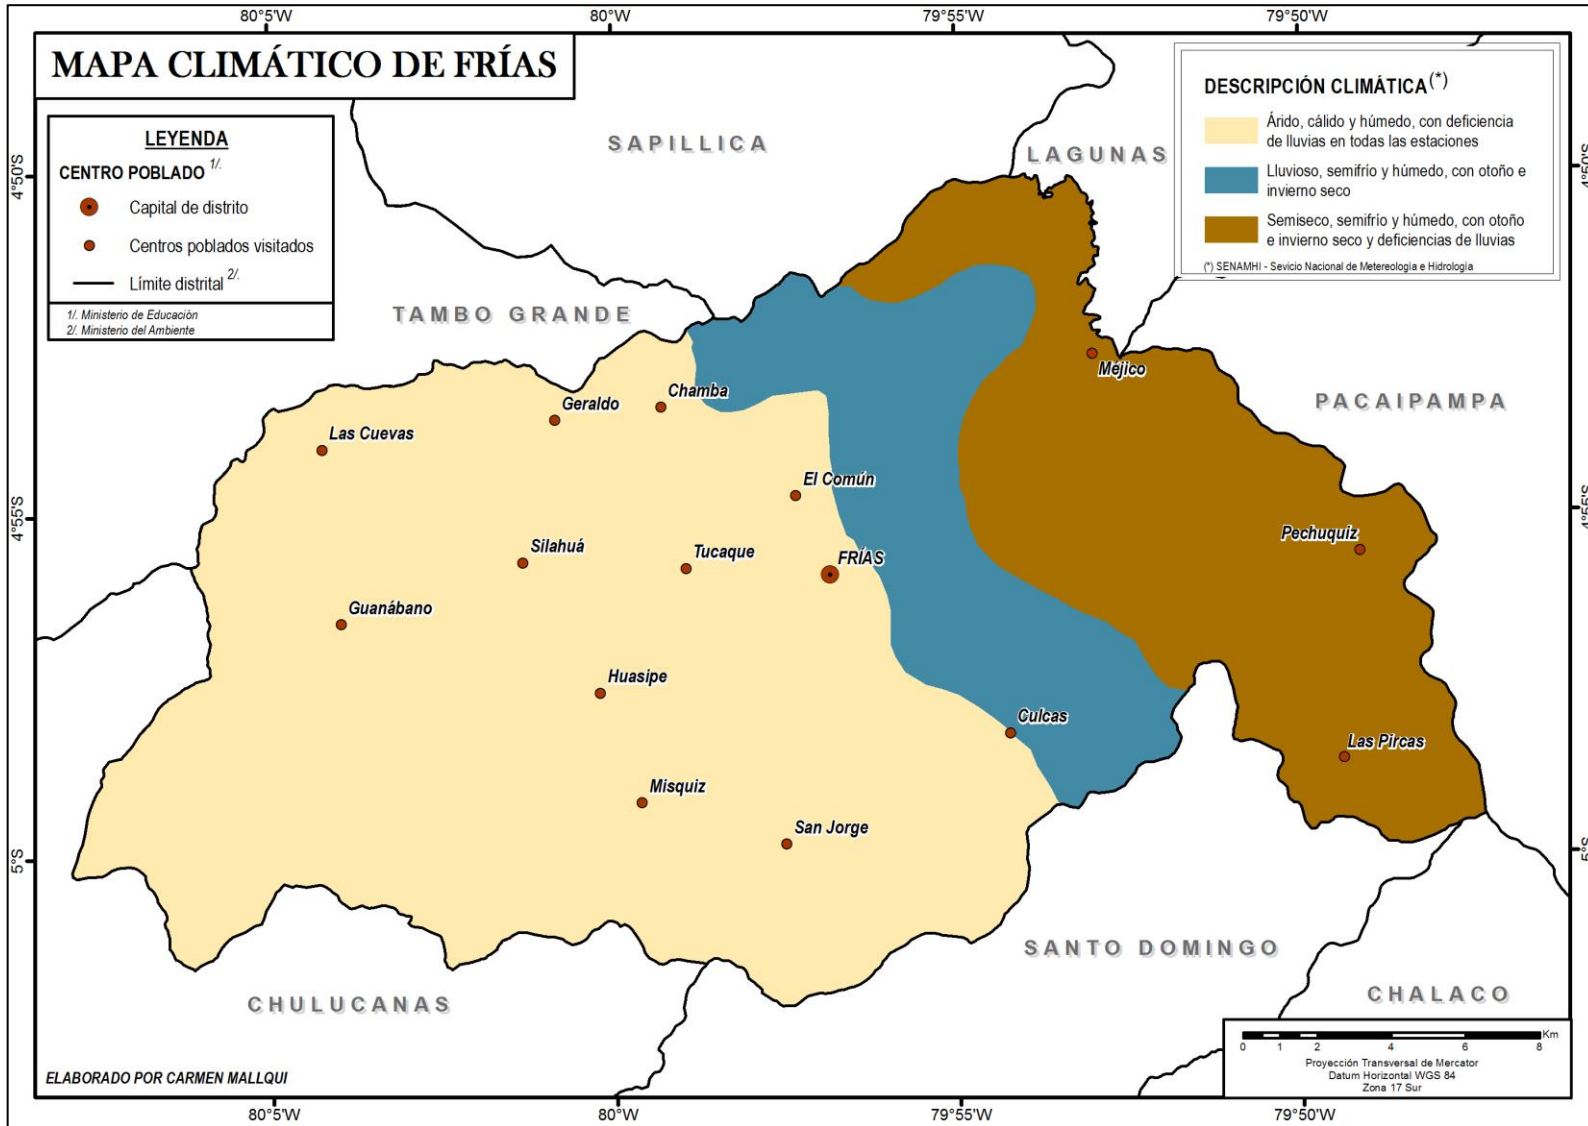 80°5'W
80°W
79°55'W
79°50'W
MAPA CLIMÁTICO DE FRÍAS
LEYENDA
CENTRO POBLADO 1/.
Capital de distrito
Centros poblados visitados
Límite distrital 2/.
1/. Ministerio de Educación
2/. Ministerio del Ambiente
DESCRIPCIÓN CLIMÁTICA(*)
Árido, cálido y húmedo, con deficiencia
de lluvias en todas las estaciones
Lluvioso, semifrío y húmedo, con otoño e
invierno seco
Semiseco, semifrío y húmedo, con otoño
e invierno seco y deficiencias de lluvias
(*) SENAMHI - Sevicio Nacional de Metereología e Hidrología
SAPILLICA
LAGUNAS
4°50'S
4°50'S
TAMBO GRANDE
Méjico
PACAIPAMPA
Chamba
Geraldo
Las Cuevas
El Común
4°55'S
4°55'S
Pechuquiz
Silahuá
Tucaque
FRÍAS
Guanábano
Huasipe
Culcas
Las Pircas
Misquiz
San Jorge
5°S
5°S
SANTO DOMINGO
CHULUCANAS
CHALACO
Km
0 1 2 4 6 8
Proyección Transversal de Mercator
Datum Horizontal WGS 84
Zona 17 Sur
ELABORADO POR CARMEN MALLQUI
80°5'W
80°W
79°55'W
79°50'W